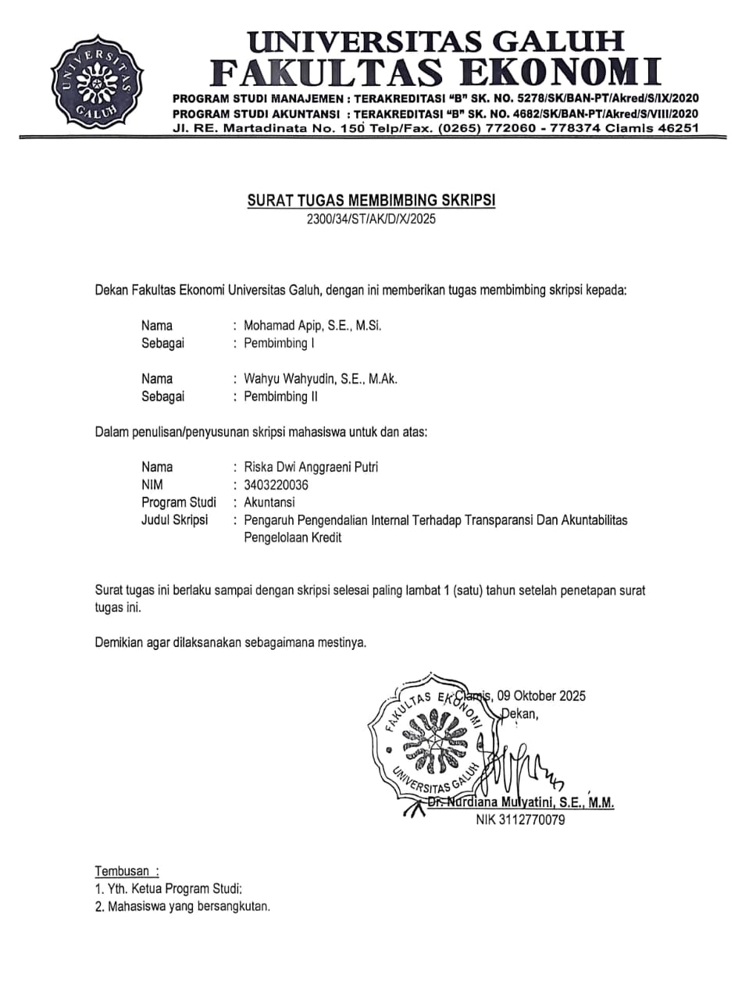 UNIVERSITAS GALUH
UNIVERSITAS GALUH
FAKULTAS EKONOMI
PROGRAM STUDI MANAJEMEN : TERAKREDITASI “B” SK. NO. 5278/SK/BAN-PT/Akred/S/IX/2020
PROGRAM STUDI AKUNTANSI : TERAKREDITASI “B” SK. NO. 4682/SK/BAN-PT/Akred/S/VIII/2020
Jl. RE. Martadinata No. 150 Telp/Fax. (0265) 772060 - 778374 Ciamis 46251
SURAT TUGAS MEMBIMBING SKRIPSI
2300/34/ST/AK/D/X/2025
Dekan Fakultas Ekonomi Universitas Galuh, dengan ini memberikan tugas membimbing skripsi kepada:
Nama : Mohamad Apip, S.E., M.Si.
Sebagai : Pembimbing I
Nama : Wahyu Wahyudin, S.E., M.Ak.
Sebagai : Pembimbing II
Dalam penulisan/penyusunan skripsi mahasiswa untuk dan atas:
Nama : Riska Dwi Anggraeni Putri
NIM : 3403220036
Program Studi : Akuntansi
Judul Skripsi : Pengaruh Pengendalian Internal Terhadap Transparansi Dan Akuntabilitas
Pengelolaan Kredit
Surat tugas ini berlaku sampai dengan skripsi selesai paling lambat 1 (satu) tahun setelah penetapan surat
tugas ini.
Demikian agar dilaksanakan sebagaimana mestinya.
Ciamis, 09 Oktober 2025
Dekan,
FAKULTAS EKONOMI
UNIVERSITAS GALUH
Dr. Nurdiana Mulyatini, S.E., M.M.
NIK 3112770079
Tembusan :
1. Yth. Ketua Program Studi;
2. Mahasiswa yang bersangkutan.